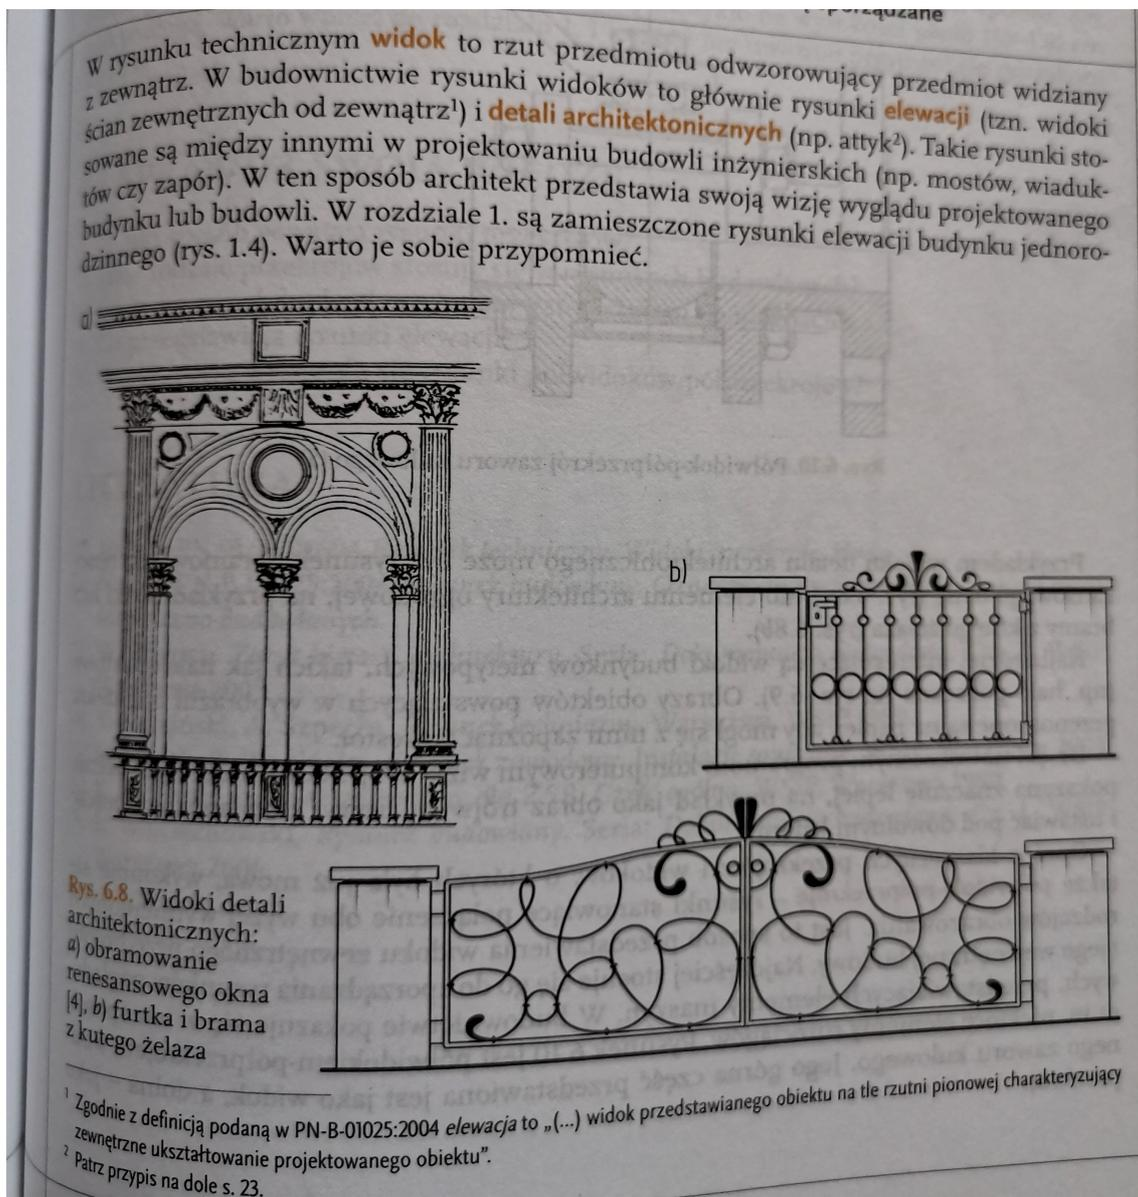 W rysunku technicznym widok to rzut przedmiotu odwzorowujący przedmiot widziany
z zewnątrz. W budownictwie rysunki widoków to głównie rysunki elewacji (tzn. widoki
ścian zewnętrznych od zewnątrz¹) i detali architektonicznych (np. attyk²). Takie rysunki sto-
sowane są między innymi w projektowaniu budowli inżynierskich (np. mostów, wiaduk-
tów czy zapór). W ten sposób architekt przedstawia swoją wizję wyglądu projektowanego
budynku lub budowli. W rozdziale 1. są zamieszczone rysunki elewacji budynku jednoro-
dzinnego (rys. 1.4). Warto je sobie przypomnieć.
a)
b)
Rys. 6.8. Widoki detali
architektonicznych:
a) obramowanie
renesansowego okna
[4], b) furtka i brama
z kutego żelaza
¹ Zgodnie z definicją podaną w PN-B-01025:2004 elewacja to „(...) widok przedstawianego obiektu na tle rzutni pionowej charakteryzujący
zewnętrzne ukształtowanie projektowanego obiektu”.
² Patrz przypis na dole s. 23.